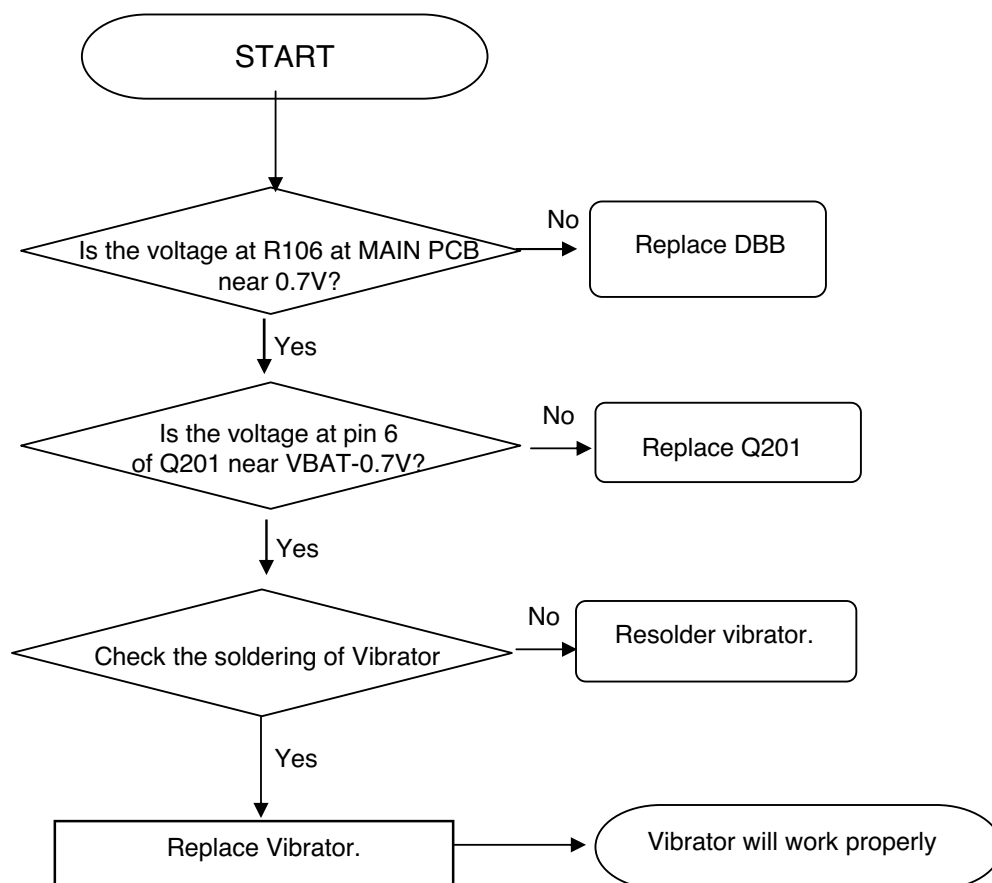 START
Is the voltage at R106 at MAIN PCB
near 0.7V?
No
Replace DBB
Yes
Is the voltage at pin 6
of Q201 near VBAT-0.7V?
No
Replace Q201
Yes
Check the soldering of Vibrator
No
Resolder vibrator.
Yes
Replace Vibrator.
Vibrator will work properly